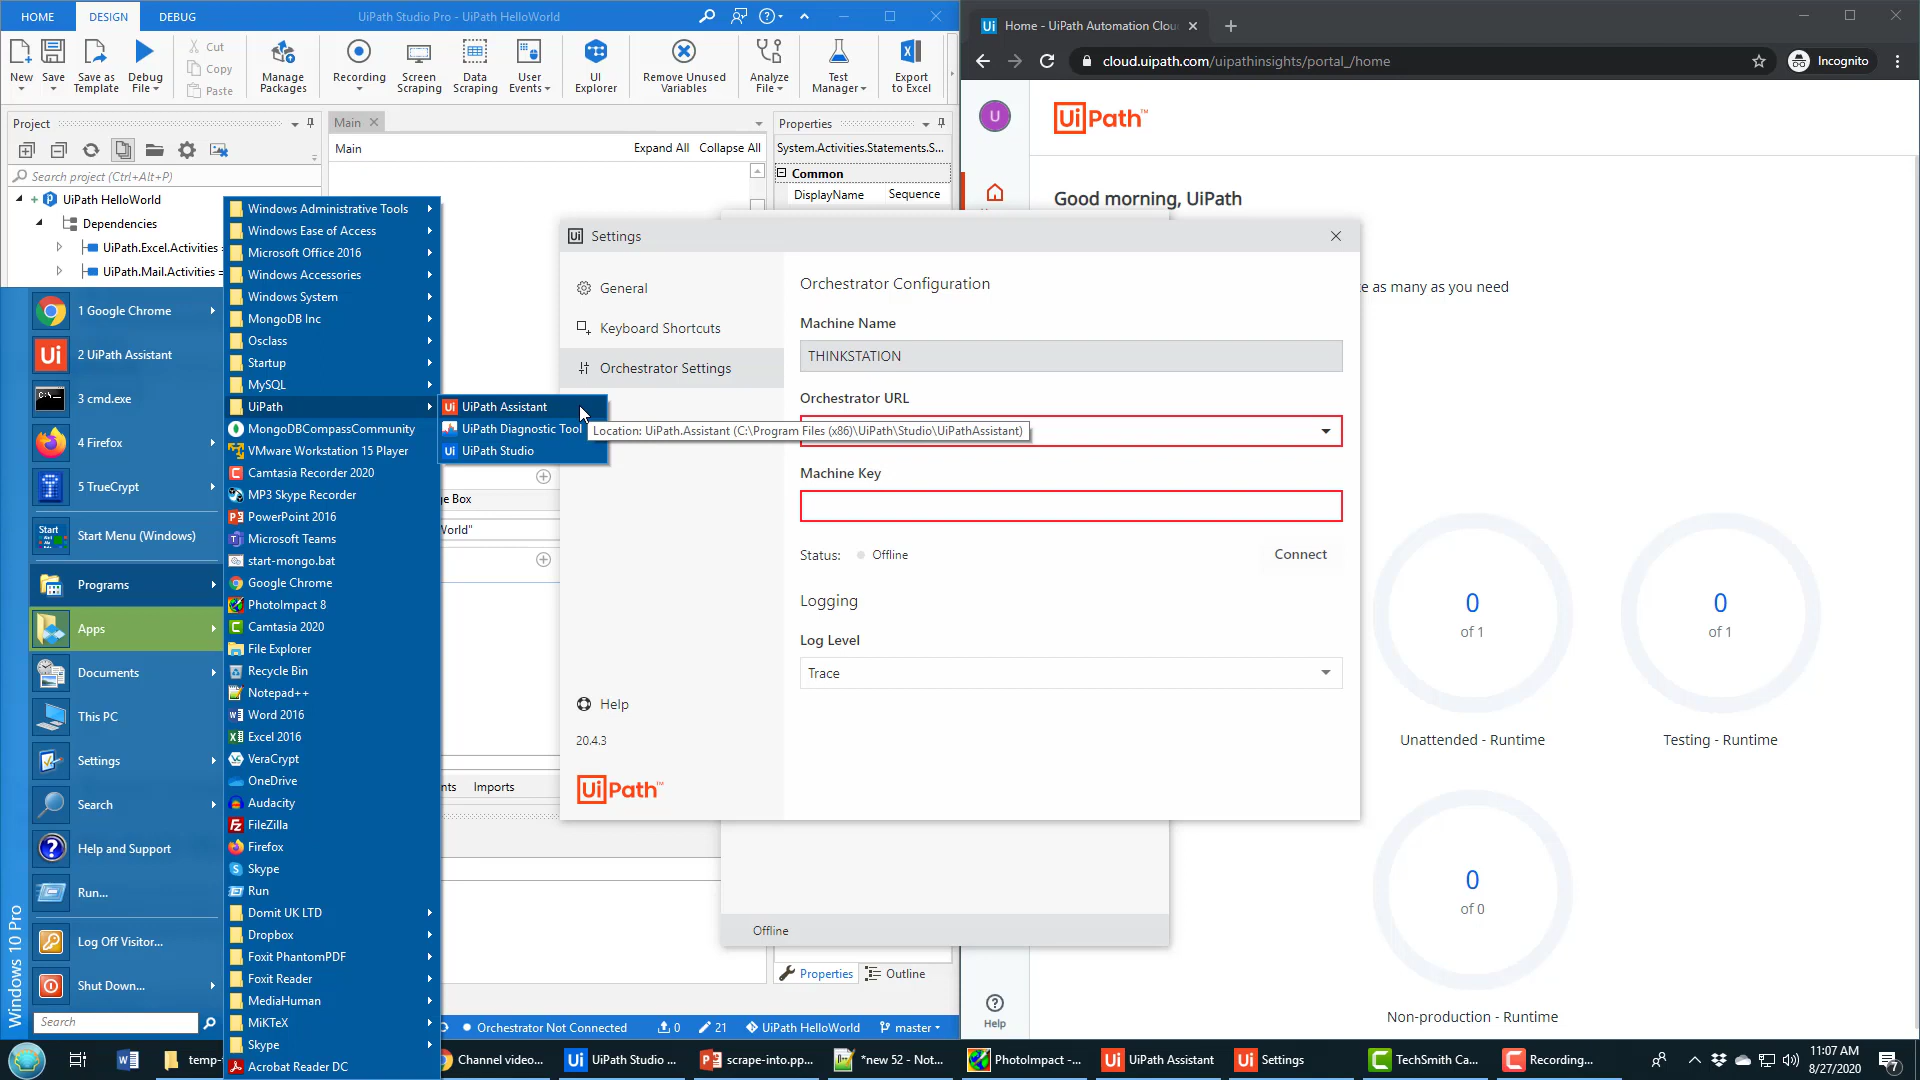 HOME
DESIGN
DEBUG
UiPath Studio Pro - UiPath HelloWorld
New
Save
Save as Template
Debug File
Cut
Copy
Paste
Manage Packages
Recording
Screen Scraping
Data Scraping
User Events
UI Explorer
Remove Unused Variables
Analyze File
Test Manager
Export to Excel
Project
Search project (Ctrl+Alt+P)
UiPath HelloWorld
Dependencies
UiPath.Excel.Activities =
UiPath.Mail.Activities =
Main
Main
Expand All
Collapse All
Properties
System.Activities.Statements.S...
Common
DisplayName
Sequence
ge Box
World"
nts
Imports
Properties
Outline
Orchestrator Not Connected
0
21
UiPath HelloWorld
master
1 Google Chrome
2 UiPath Assistant
3 cmd.exe
4 Firefox
5 TrueCrypt
Start
Start Menu (Windows)
Programs
Apps
Documents
This PC
Settings
Search
Help and Support
Run...
Log Off Visitor...
Shut Down...
Search
Windows 10 Pro
Windows Administrative Tools
Windows Ease of Access
Microsoft Office 2016
Windows Accessories
Windows System
MongoDB Inc
Osclass
Startup
MySQL
UiPath
MongoDBCompassCommunity
VMware Workstation 15 Player
Camtasia Recorder 2020
MP3 Skype Recorder
PowerPoint 2016
Microsoft Teams
start-mongo.bat
Google Chrome
PhotoImpact 8
Camtasia 2020
File Explorer
Recycle Bin
Notepad++
Word 2016
Excel 2016
VeraCrypt
OneDrive
Audacity
FileZilla
Firefox
Skype
Run
Domit UK LTD
Dropbox
Foxit PhantomPDF
Foxit Reader
MediaHuman
MiKTeX
Skype
Acrobat Reader DC
UiPath Assistant
UiPath Diagnostic Tool
UiPath Studio
Location: UiPath.Assistant (C:\Program Files (x86)\UiPath\Studio\UiPathAssistant)
Settings
General
Keyboard Shortcuts
Orchestrator Settings
Help
20.4.3
UiPath™
Orchestrator Configuration
Machine Name
THINKSTATION
Orchestrator URL
Machine Key
Status:
Offline
Connect
Logging
Log Level
Trace
Offline
Home - UiPath Automation Clou
cloud.uipath.com/uipathinsights/portal_/home
Incognito
U
UiPath™
Good morning, UiPath
e as many as you need
0
of 1
Unattended - Runtime
0
of 1
Testing - Runtime
0
of 0
Non-production - Runtime
Help
temp-
Channel video...
UiPath Studio ...
scrape-into.pp...
*new 52 - Not...
PhotoImpact -...
UiPath Assistant
Settings
TechSmith Ca...
Recording...
11:07 AM
8/27/2020
7